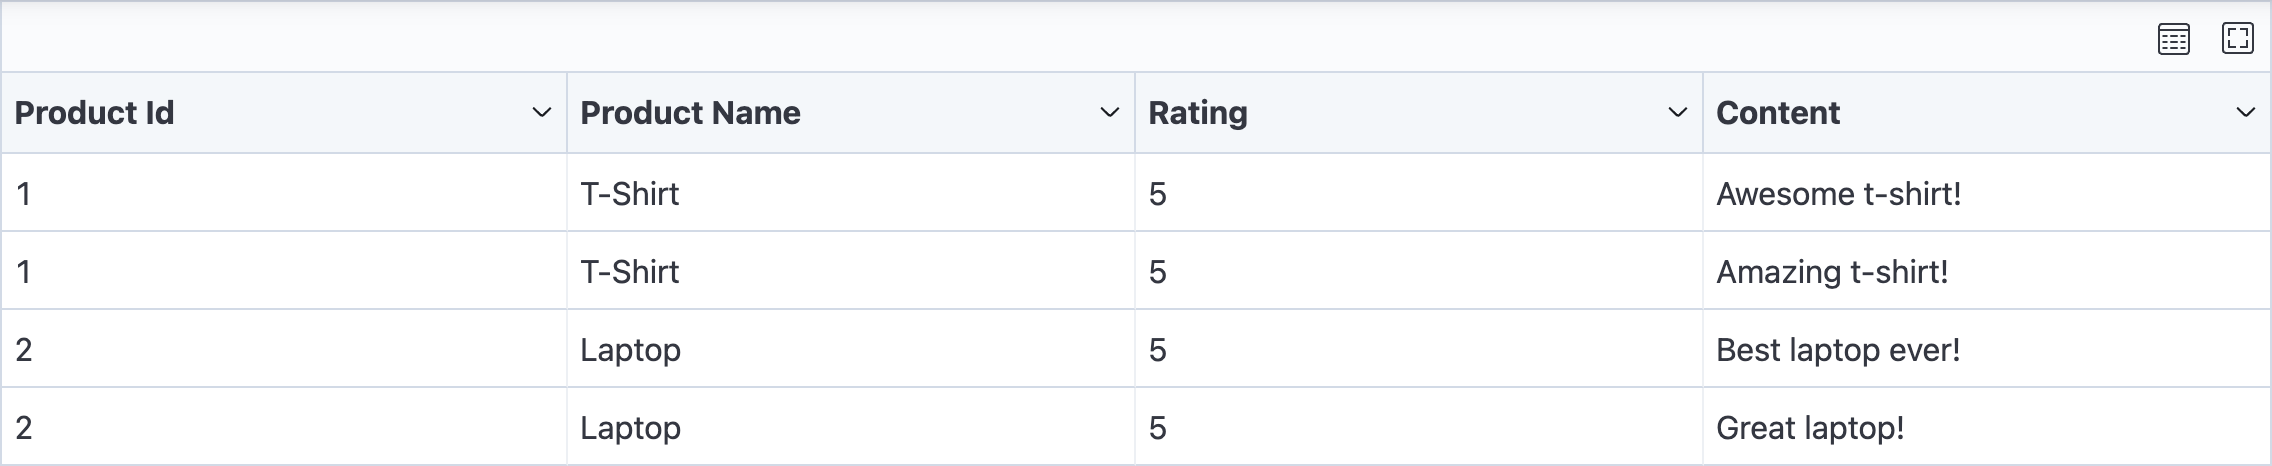 Product Id Product Name Rating Content
1 T-Shirt 5 Awesome t-shirt!
1 T-Shirt 5 Amazing t-shirt!
2 Laptop 5 Best laptop ever!
2 Laptop 5 Great laptop!